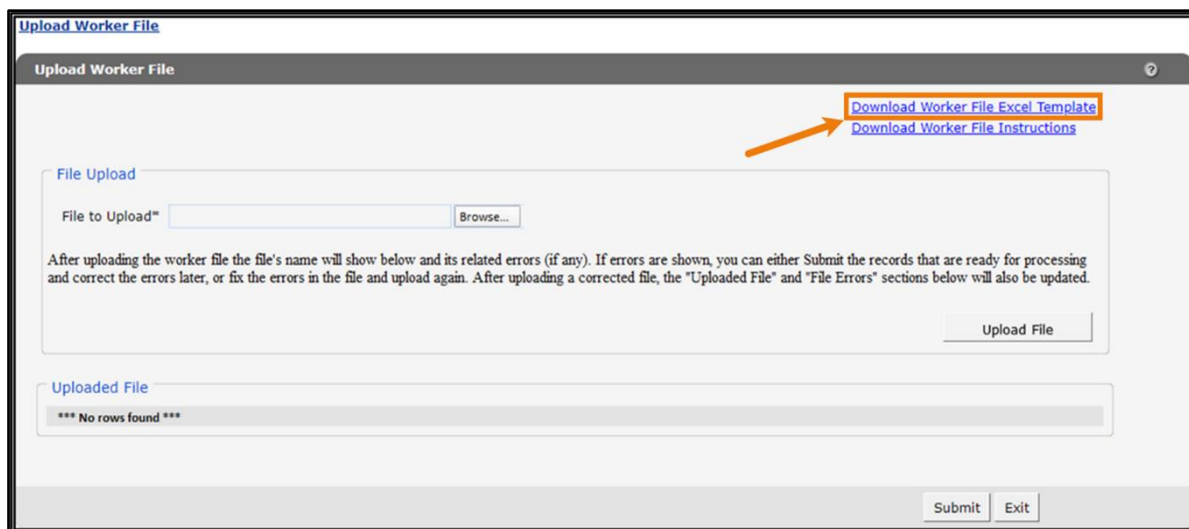 Upload Worker File
Upload Worker File
Download Worker File Excel Template
Download Worker File Instructions
File Upload
File to Upload*
Browse...
After uploading the worker file the file's name will show below and its related errors (if any). If errors are shown, you can either Submit the records that are ready for processing
and correct the errors later, or fix the errors in the file and upload again. After uploading a corrected file, the "Uploaded File" and "File Errors" sections below will also be updated.
Upload File
Uploaded File
*** No rows found ***
Submit Exit